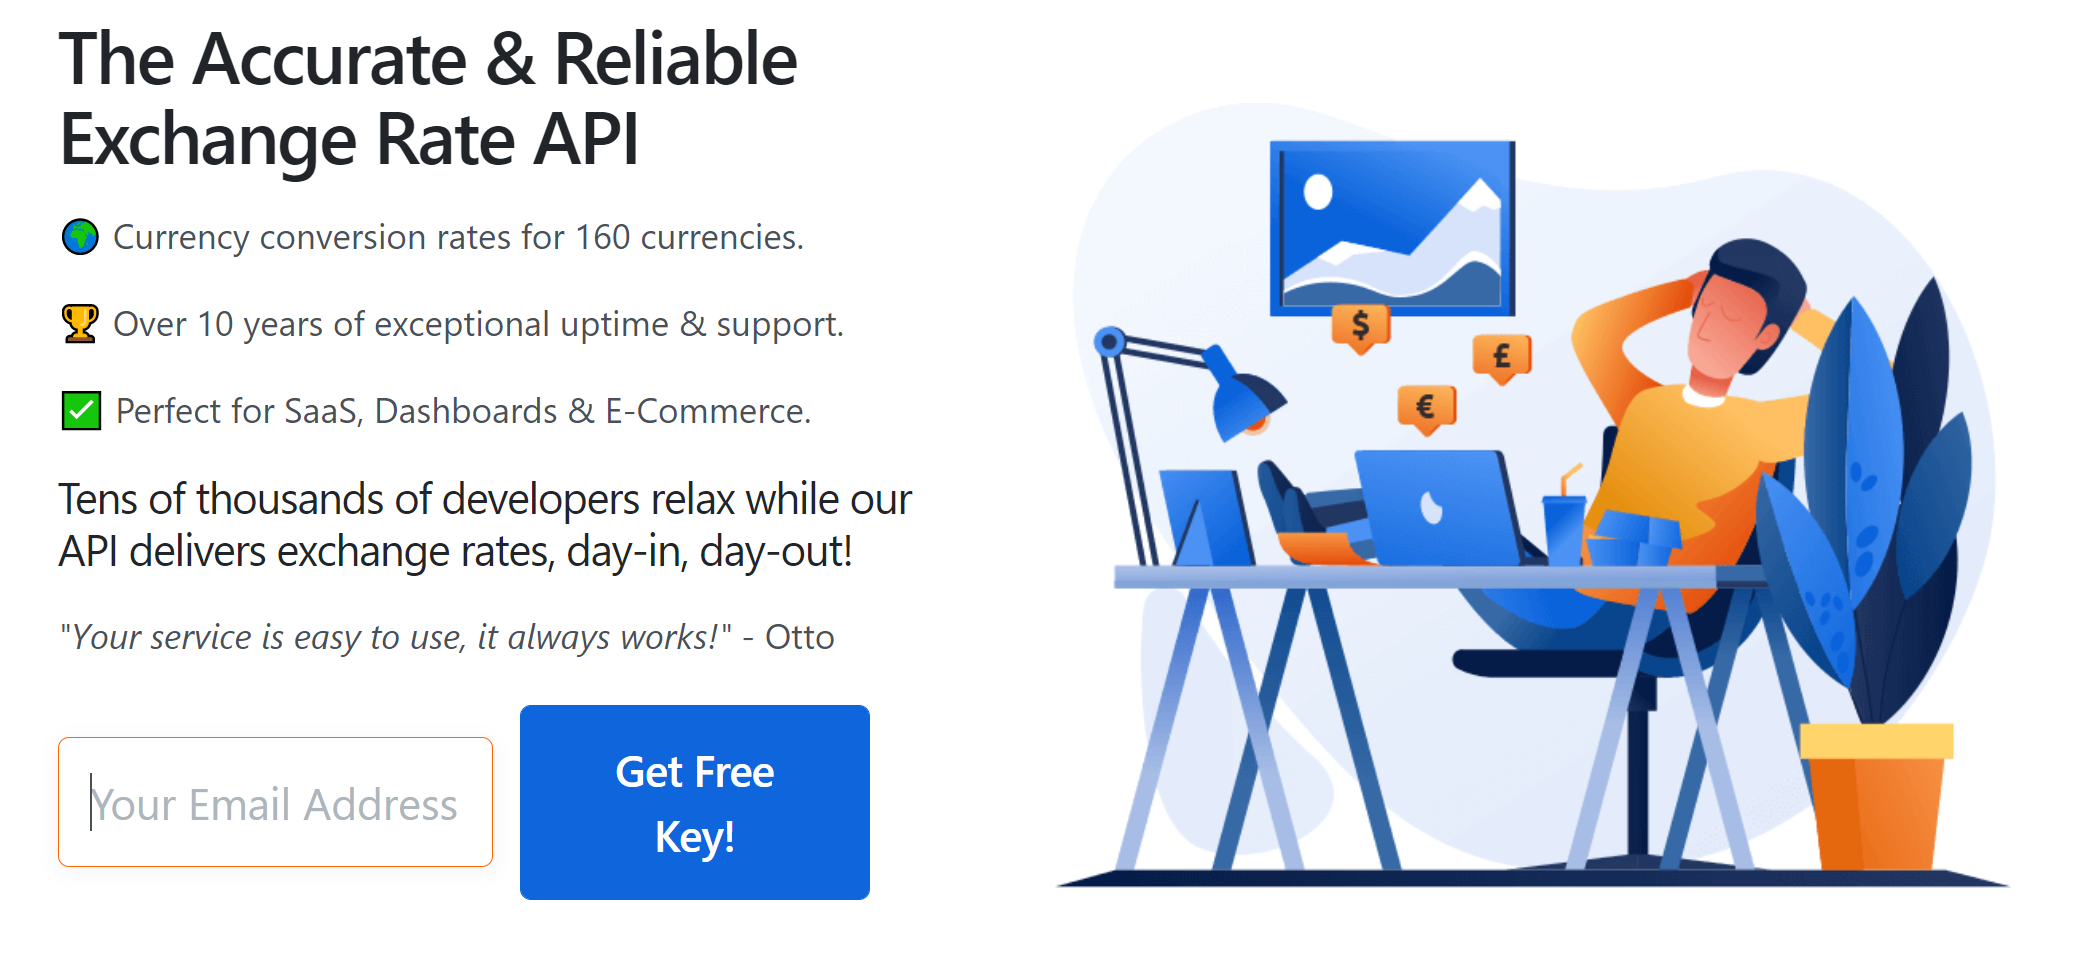 The Accurate & Reliable
Exchange Rate API
🌍 Currency conversion rates for 160 currencies.
🏆 Over 10 years of exceptional uptime & support.
✅ Perfect for SaaS, Dashboards & E-Commerce.
Tens of thousands of developers relax while our
API delivers exchange rates, day-in, day-out!
"Your service is easy to use, it always works!" - Otto
Your Email Address
Get Free
Key!
$
£
€